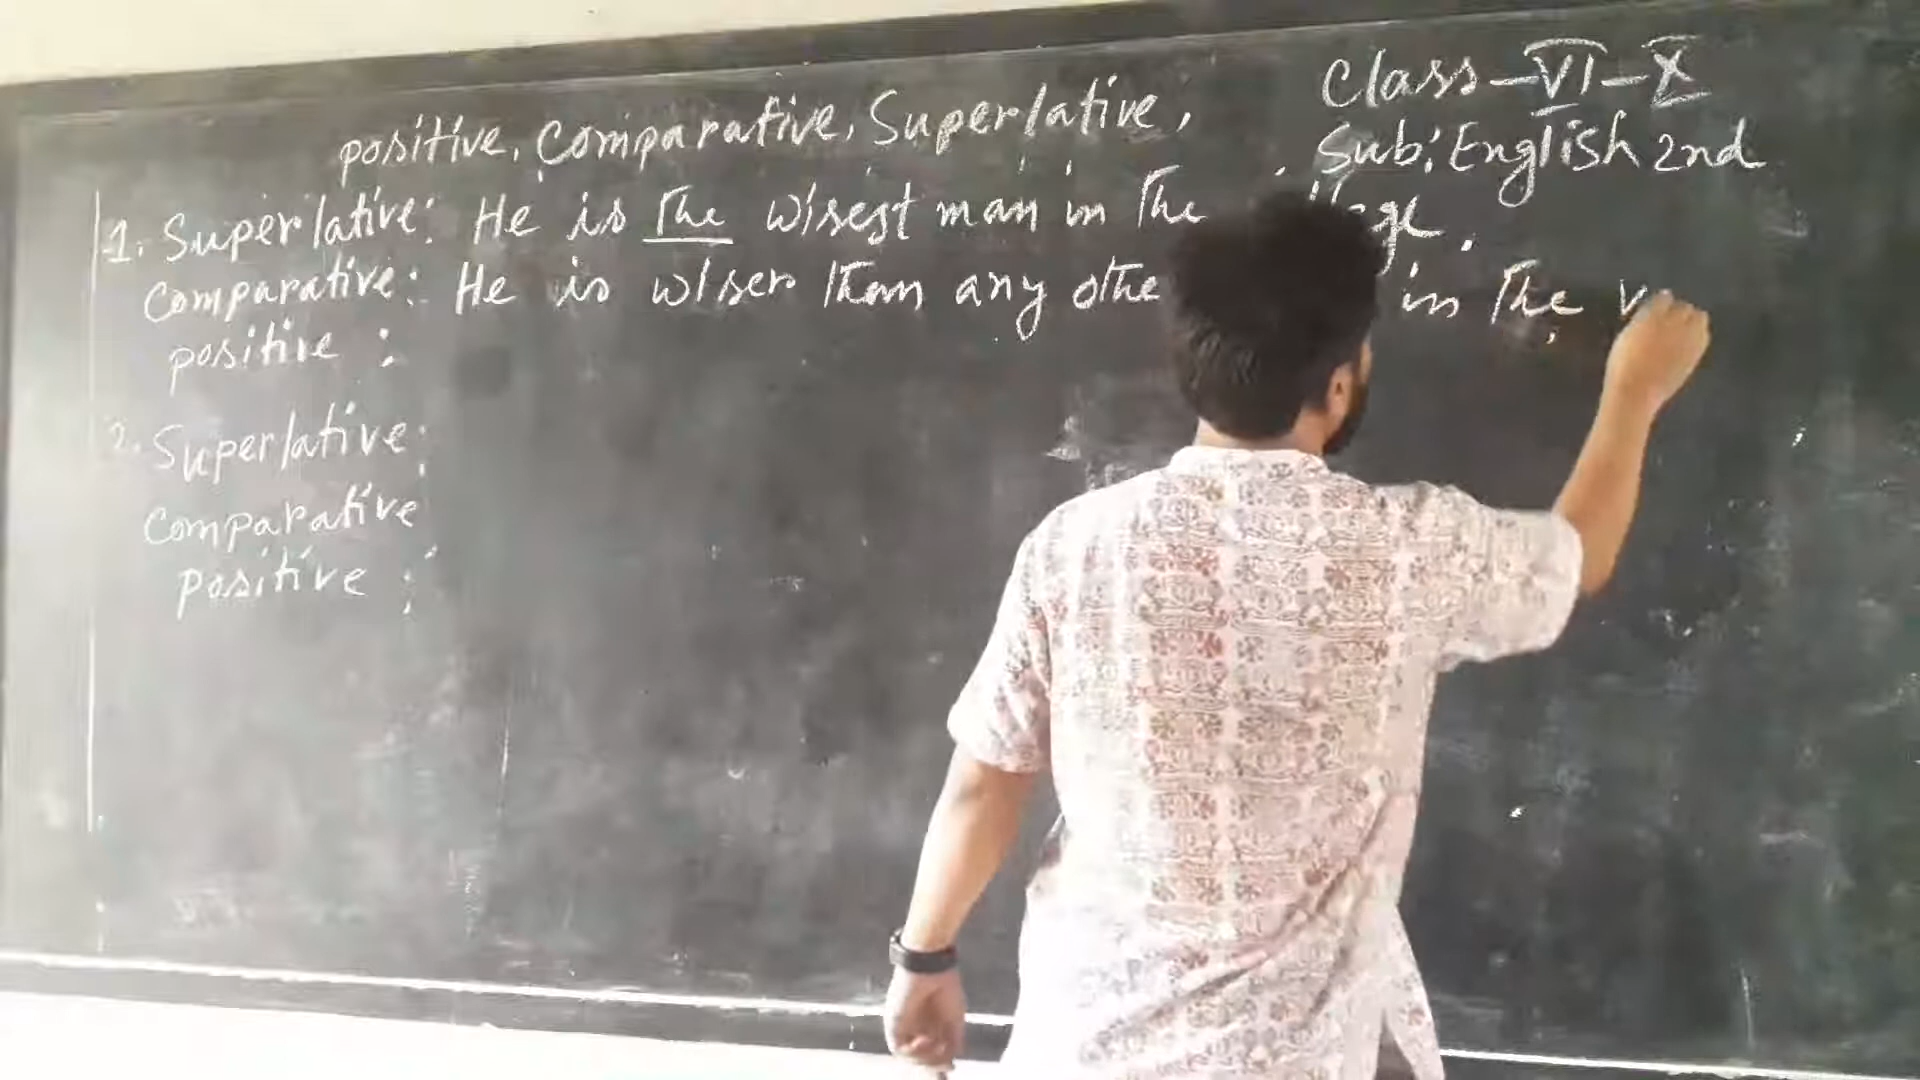 positive, Comparative, Superlative,
Class - VI - X
Sub: English 2nd
1. Superlative: He is the wisest man in the
Comparative: He is wiser than any othe in the v
positive :
2. Superlative:
Comparative
positive :